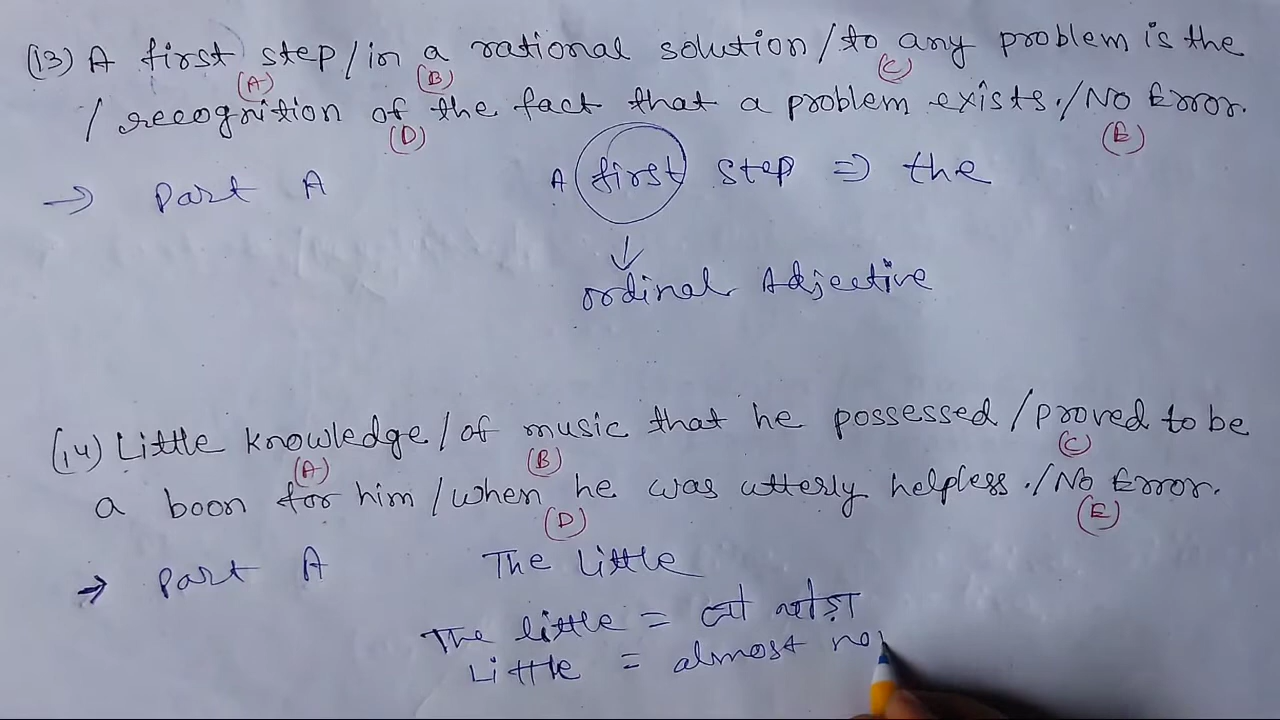 (13) A first step / in a rational solution / to any problem is the
(A) (B) (C)
/ recognition of the fact that a problem exists. / No Error.
(D) (E)
→ Part A A first step ⇒ the
↓
ordinal Adjective
(14) Little knowledge / of music that he possessed / proved to be
(A) (B) (C)
a boon for him / when he was utterly helpless. / No Error.
(D) (E)
→ Part A The little
The little =
Little = almost no